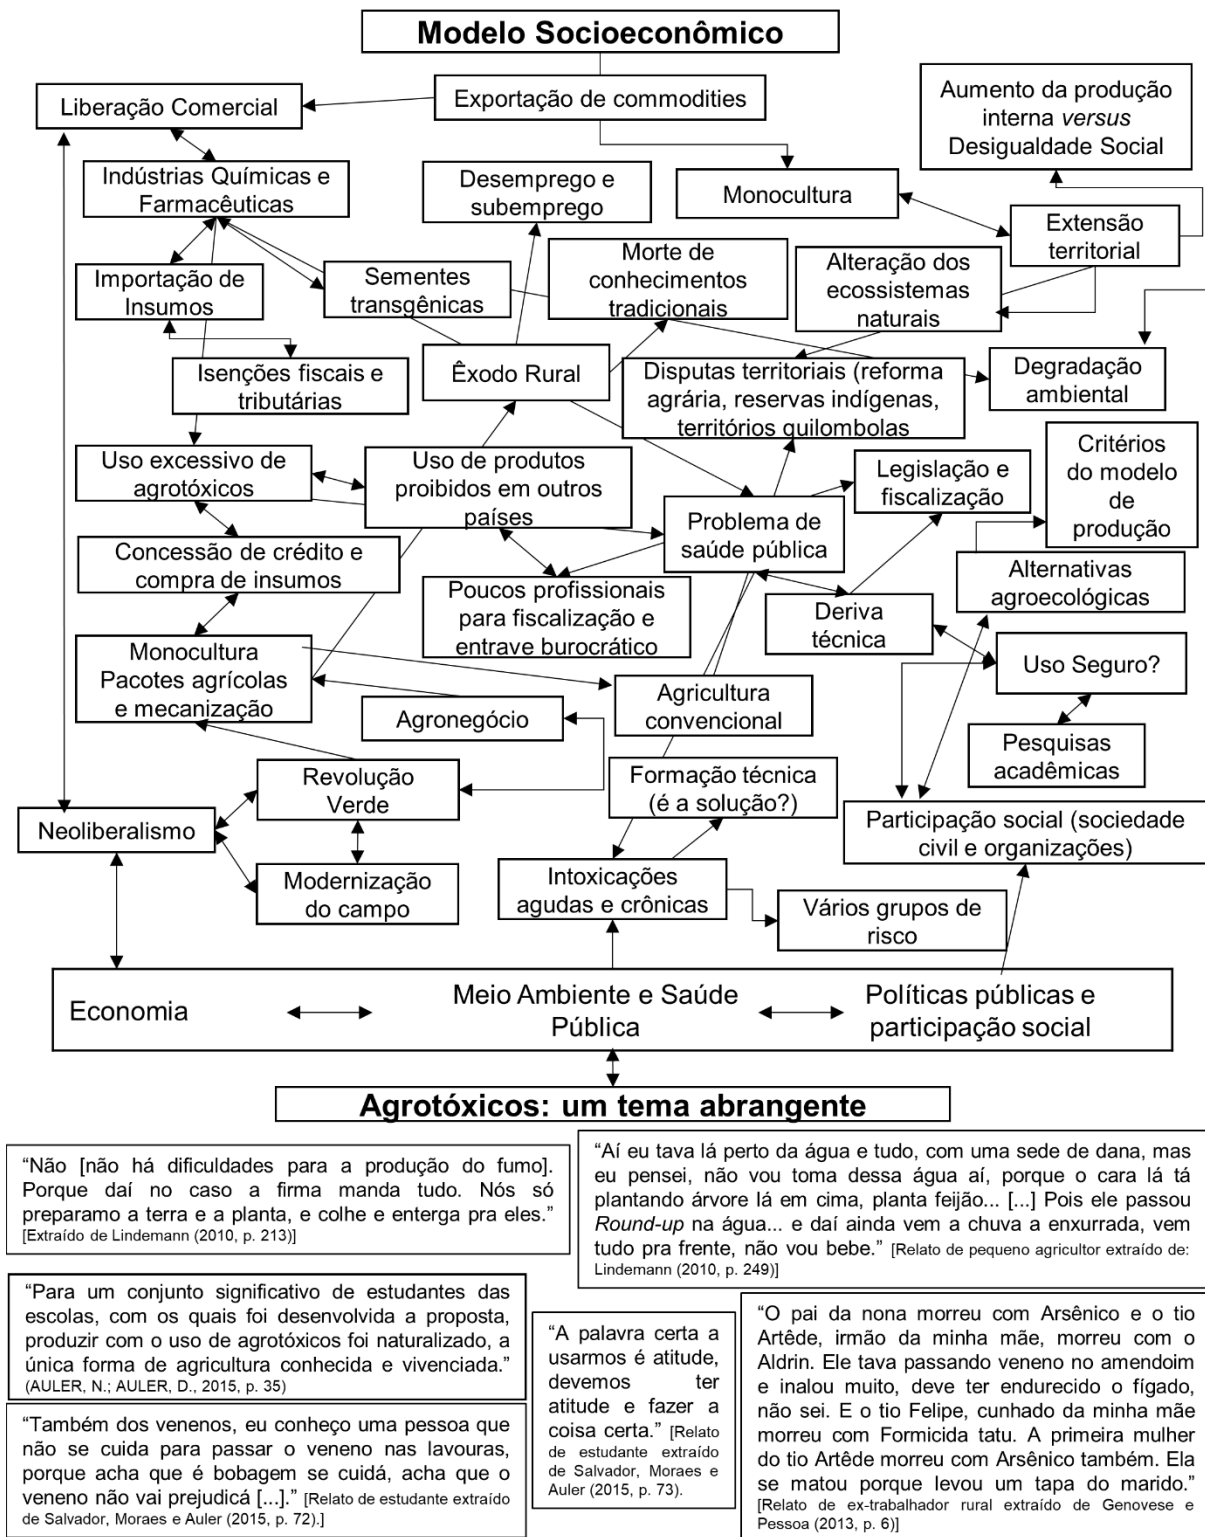 Modelo Socioeconômico
Liberação Comercial
Exportação de commodities
Aumento da produção
interna versus
Desigualdade Social
Indústrias Químicas e
Farmacêuticas
Desemprego e
subemprego
Monocultura
Extensão
territorial
Importação de
Insumos
Sementes
transgênicas
Morte de
conhecimentos
tradicionais
Alteração dos
ecossistemas
naturais
Isenções fiscais e
tributárias
Êxodo Rural
Disputas territoriais (reforma
agrária, reservas indígenas,
territórios quilombolas
Degradação
ambiental
Uso excessivo de
agrotóxicos
Uso de produtos
proibidos em outros
países
Legislação e
fiscalização
Critérios
do modelo
de
produção
Problema de
saúde pública
Concessão de crédito e
compra de insumos
Poucos profissionais
para fiscalização e
entrave burocrático
Deriva
técnica
Alternativas
agroecológicas
Monocultura
Pacotes agrícolas
e mecanização
Agronegócio
Agricultura
convencional
Uso Seguro?
Pesquisas
acadêmicas
Revolução
Verde
Formação técnica
(é a solução?)
Neoliberalismo
Participação social (sociedade
civil e organizações)
Modernização
do campo
Intoxicações
agudas e crônicas
Vários grupos de
risco
Economia
Meio Ambiente e Saúde
Pública
Políticas públicas e
participação social
Agrotóxicos: um tema abrangente
“Não [não há dificuldades para a produção do fumo].
Porque daí no caso a firma manda tudo. Nós só
preparamo a terra e a planta, e colhe e enterga pra eles.”
[Extraído de Lindemann (2010, p. 213)]
“Aí eu tava lá perto da água e tudo, com uma sede de dana, mas
eu pensei, não vou toma dessa água aí, porque o cara lá tá
plantando árvore lá em cima, planta feijão... [...] Pois ele passou
Round-up na água... e daí ainda vem a chuva a enxurrada, vem
tudo pra frente, não vou bebe.” [Relato de pequeno agricultor extraído de:
Lindemann (2010, p. 249)]
“Para um conjunto significativo de estudantes das
escolas, com os quais foi desenvolvida a proposta,
produzir com o uso de agrotóxicos foi naturalizado, a
única forma de agricultura conhecida e vivenciada.”
(AULER, N.; AULER, D., 2015, p. 35)
“Também dos venenos, eu conheço uma pessoa que
não se cuida para passar o veneno nas lavouras,
porque acha que é bobagem se cuidá, acha que o
veneno não vai prejudicá [...].” [Relato de estudante extraído
de Salvador, Moraes e Auler (2015, p. 72).]
“A palavra certa a
usarmos é atitude,
devemos ter
atitude e fazer a
coisa certa.” [Relato
de estudante extraído
de Salvador, Moraes e
Auler (2015, p. 73).
“O pai da nona morreu com Arsênico e o tio
Artêde, irmão da minha mãe, morreu com o
Aldrin. Ele tava passando veneno no amendoim
e inalou muito, deve ter endurecido o fígado,
não sei. E o tio Felipe, cunhado da minha mãe
morreu com Formicida tatu. A primeira mulher
do tio Artêde morreu com Arsênico também. Ela
se matou porque levou um tapa do marido.”
[Relato de ex-trabalhador rural extraído de Genovese e
Pessoa (2013, p. 6)]